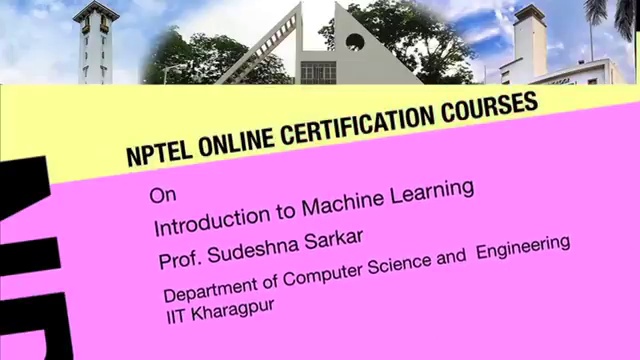 NPTEL ONLINE CERTIFICATION COURSES
On
Introduction to Machine Learning
Prof. Sudeshna Sarkar
Department of Computer Science and Engineering
IIT Kharagpur